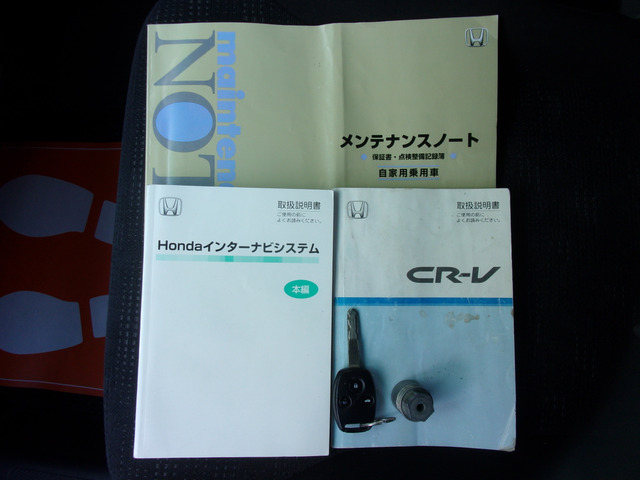 mainten
NOT
メンテナンスノート
保証書・点検整備記録簿
自家用乗用車
取扱説明書
ご使用の前に
よくお読みください。
Hondaインターナビシステム
本編
取扱説明書
ご使用の前に
よくお読みください。
CR-V